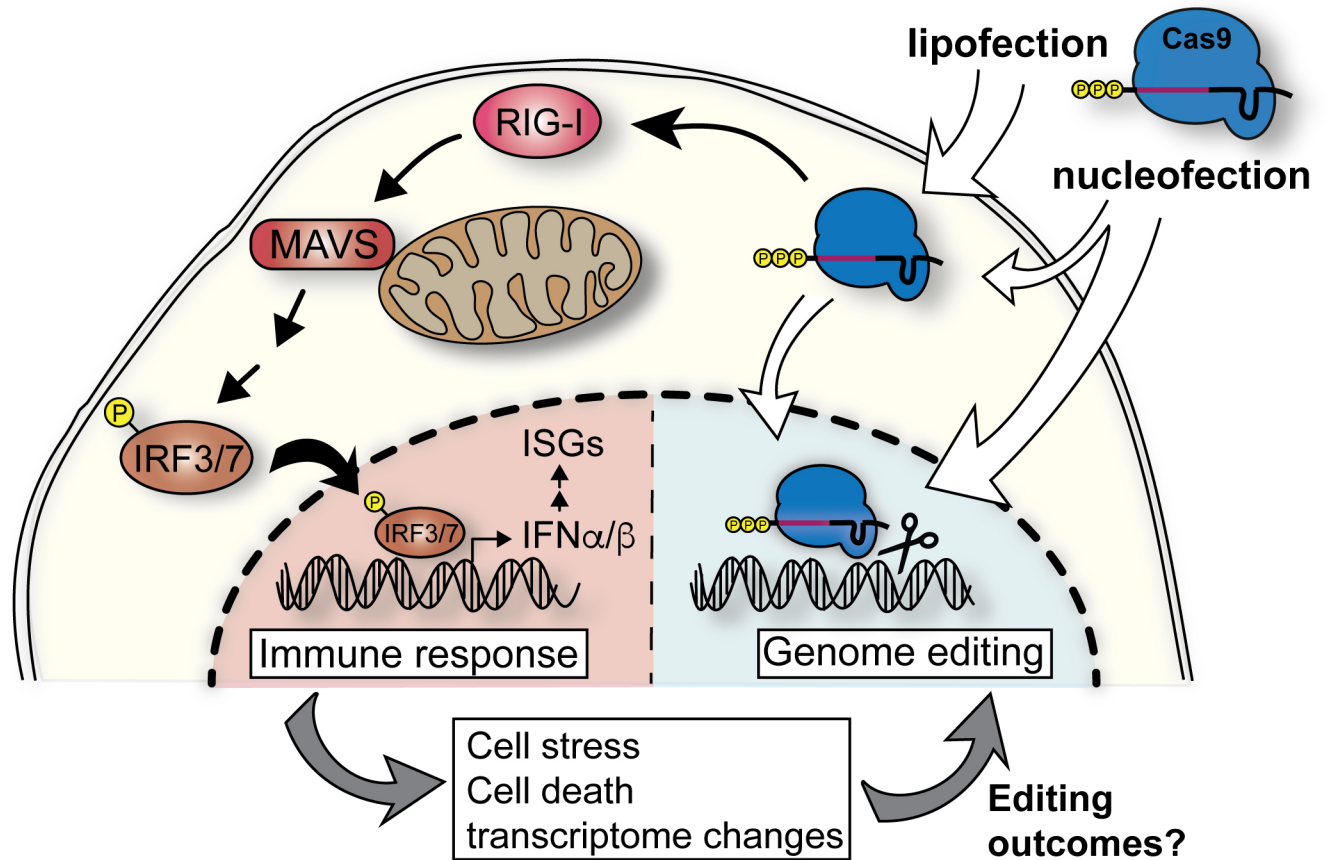 lipofection
Cas9
PPP
nucleofection
RIG-I
MAVS
PPP
P
IRF3/7
ISGs
P
IRF3/7
IFNα/β
PPP
Immune response
Genome editing
Cell stress
Cell death
transcriptome changes
Editing
outcomes?